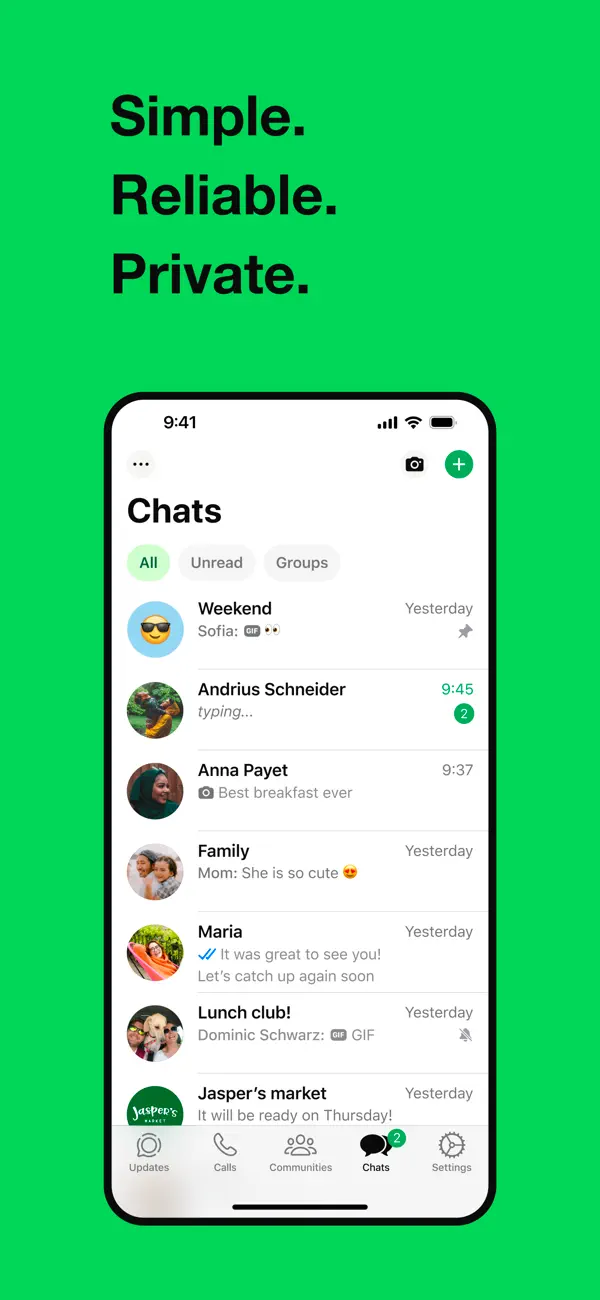 Simple.
Reliable.
Private.
9:41
Chats
All
Unread
Groups
Weekend
Yesterday
Sofia: GIF 👀
Andrius Schneider
9:45
typing...
2
Anna Payet
9:37
Best breakfast ever
Family
Yesterday
Mom: She is so cute 😍
Maria
Yesterday
It was great to see you!
Let’s catch up again soon
Lunch club!
Yesterday
Dominic Schwarz: GIF GIF
Jasper’s market
Yesterday
It will be ready on Thursday!
Jasper's
MARKET
2
Updates
Calls
Communities
Chats
Settings